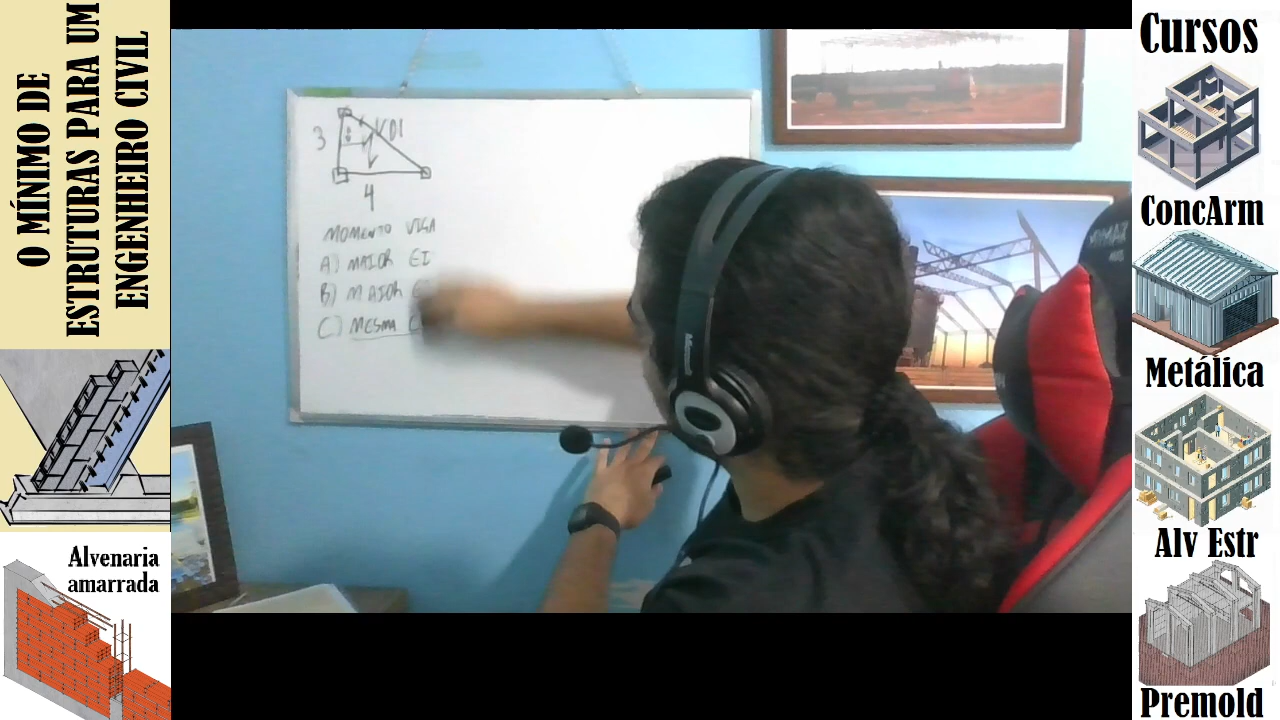 O MÍNIMO DE
ESTRUTURAS PARA UM
ENGENHEIRO CIVIL
Alvenaria
amarrada
3
4
MOMENTO VIGA
A) MAIOR EI
B) MAIOR
C) MESMA
Microsoft
Cursos
ConcArm
Metálica
Alv Estr
Premold